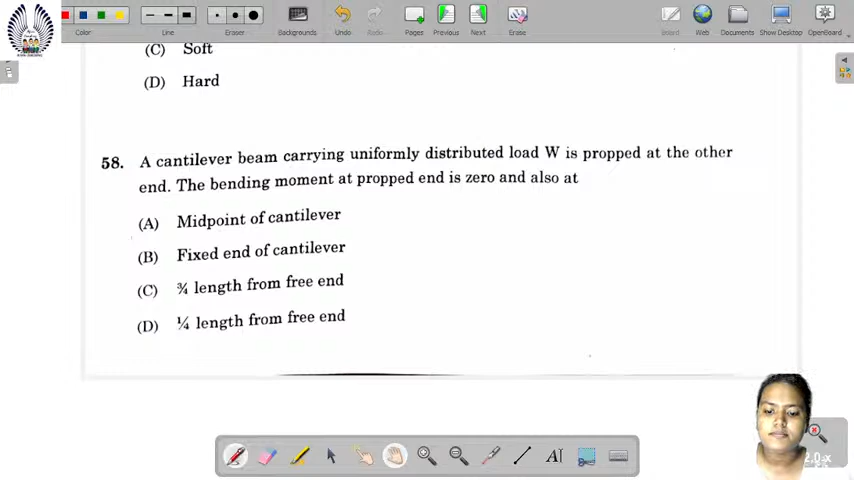 Color
Line
Eraser
Backgrounds
Undo
Redo
Pages
Previous
Next
Erase
Board
Web
Documents
Show Desktop
OpenBoard
(C) Soft
(D) Hard
58. A cantilever beam carrying uniformly distributed load W is propped at the other
end. The bending moment at propped end is zero and also at
(A) Midpoint of cantilever
(B) Fixed end of cantilever
(C) ¾ length from free end
(D) ¼ length from free end
2.0x